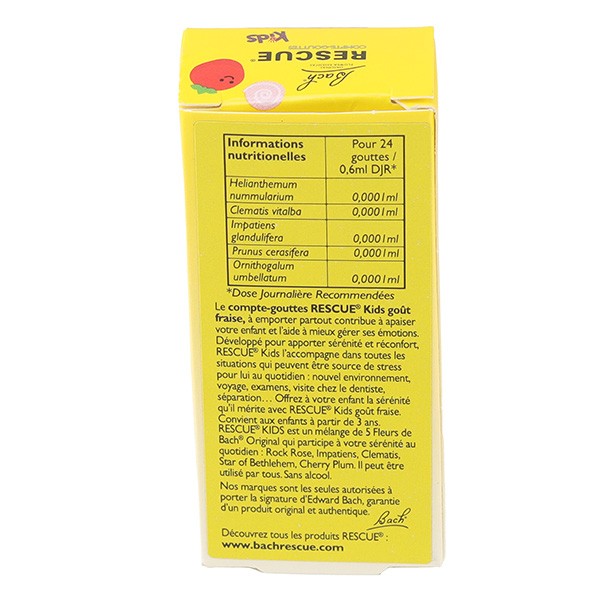 Kids
COMPTE-GOUTTES
RESCUE®
Bach
Informations nutritionelles Pour 24 gouttes / 0,6ml DJR*
Helianthemum nummularium 0,0001ml
Clematis vitalba 0,0001ml
Impatiens glandulifera 0,0001ml
Prunus cerasifera 0,0001ml
Ornithogalum umbellatum 0,0001ml
*Dose Journalière Recommendées
Le compte-gouttes RESCUE® Kids goût
fraise, à emporter partout contribue à apaiser
votre enfant et l'aide à mieux gérer ses émotions.
Développé pour apporter sérénité et réconfort,
RESCUE® Kids l'accompagne dans toutes les
situations qui peuvent être source de stress
pour lui au quotidien : nouvel environnement,
voyage, examens, visite chez le dentiste,
séparation… Offrez à votre enfant la sérénité
qu'il mérite avec RESCUE® Kids goût fraise.
Convient aux enfants à partir de 3 ans.
RESCUE® KIDS est un mélange de 5 Fleurs de
Bach® Original qui participe à votre sérénité au
quotidien : Rock Rose, Impatiens, Clematis,
Star of Bethlehem, Cherry Plum. Il peut être
utilisé par tous. Sans alcool.
Nos marques sont les seules autorisées à
porter la signature d'Edward Bach, garantie
d'un produit original et authentique.
Bach
Découvrez tous les produits RESCUE® :
www.bachrescue.com